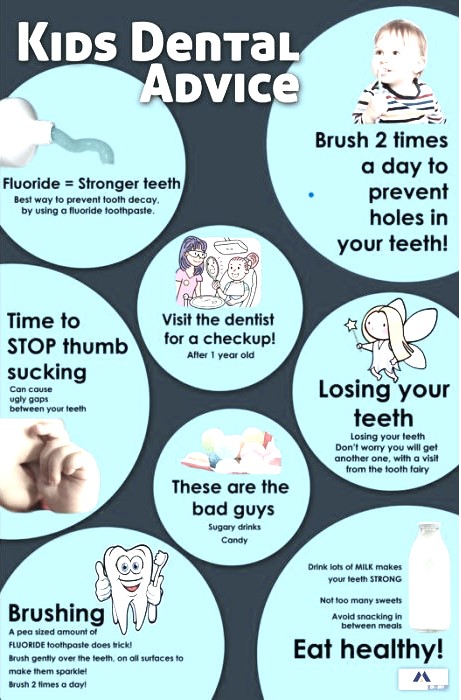 KIDS DENTAL
ADVICE
Fluoride = Stronger teeth
Best way to prevent tooth decay,
by using a fluoride toothpaste.
Brush 2 times
a day to
prevent
holes in
your teeth!
Visit the dentist
for a checkup!
After 1 year old
Time to
STOP thumb
sucking
Can cause
ugly gaps
between your teeth
Losing your
teeth
Losing your teeth
Don't worry you will get
another one, with a visit
from the tooth fairy
These are the
bad guys
Sugary drinks
Candy
Brushing
A pea sized amount of
FLUORIDE toothpaste does trick!
Brush gently over the teeth, on all surfaces to
make them sparkle!
Brush 2 times a day!
Drink lots of MILK makes
your teeth STRONG
Not too many sweets
Avoid snacking in
between meals
Eat healthy!